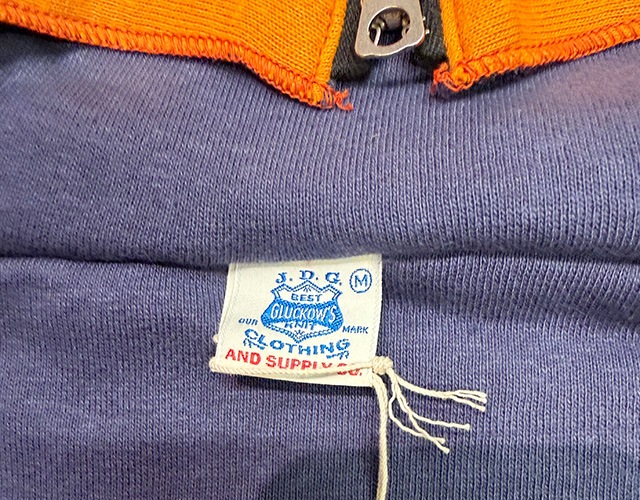 J. D. G. M
BEST
GLUCKOW'S
OUR KNIT MARK
CLOTHING
AND SUPPLY CO.